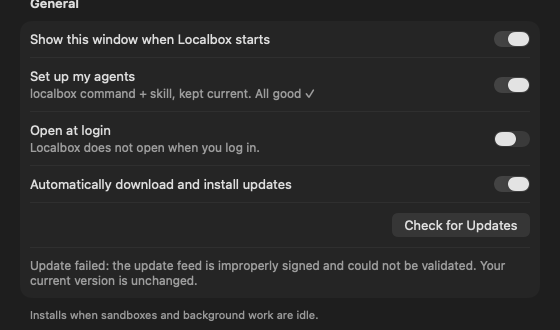 General
Show this window when Localbox starts
Set up my agents
localbox command + skill, kept current. All good ✓
Open at login
Localbox does not open when you log in.
Automatically download and install updates
Check for Updates
Update failed: the update feed is improperly signed and could not be validated. Your
current version is unchanged.
Installs when sandboxes and background work are idle.